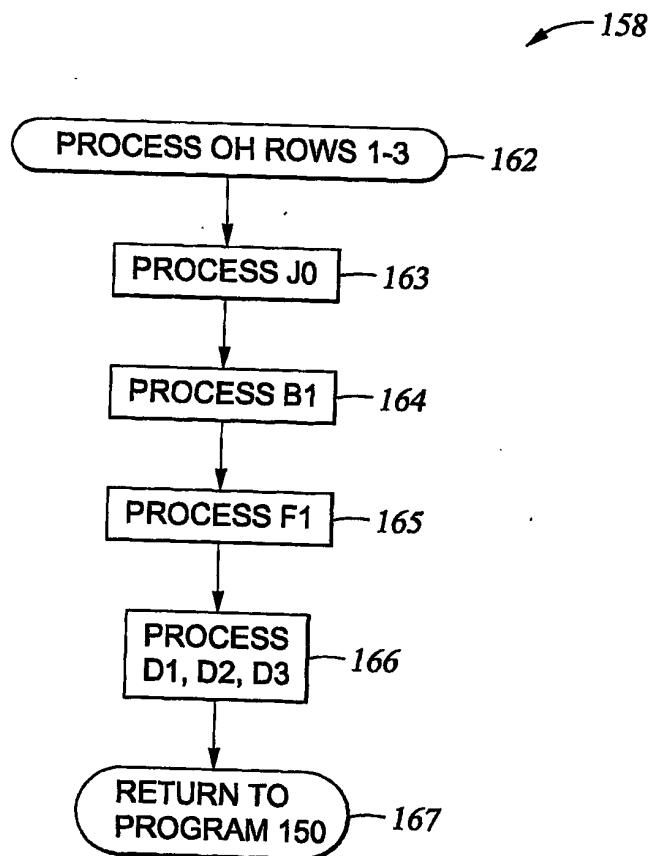 158
PROCESS OH ROWS 1-3
162
PROCESS J0
163
PROCESS B1
164
PROCESS F1
165
PROCESS
D1, D2, D3
166
RETURN TO
PROGRAM 150
167